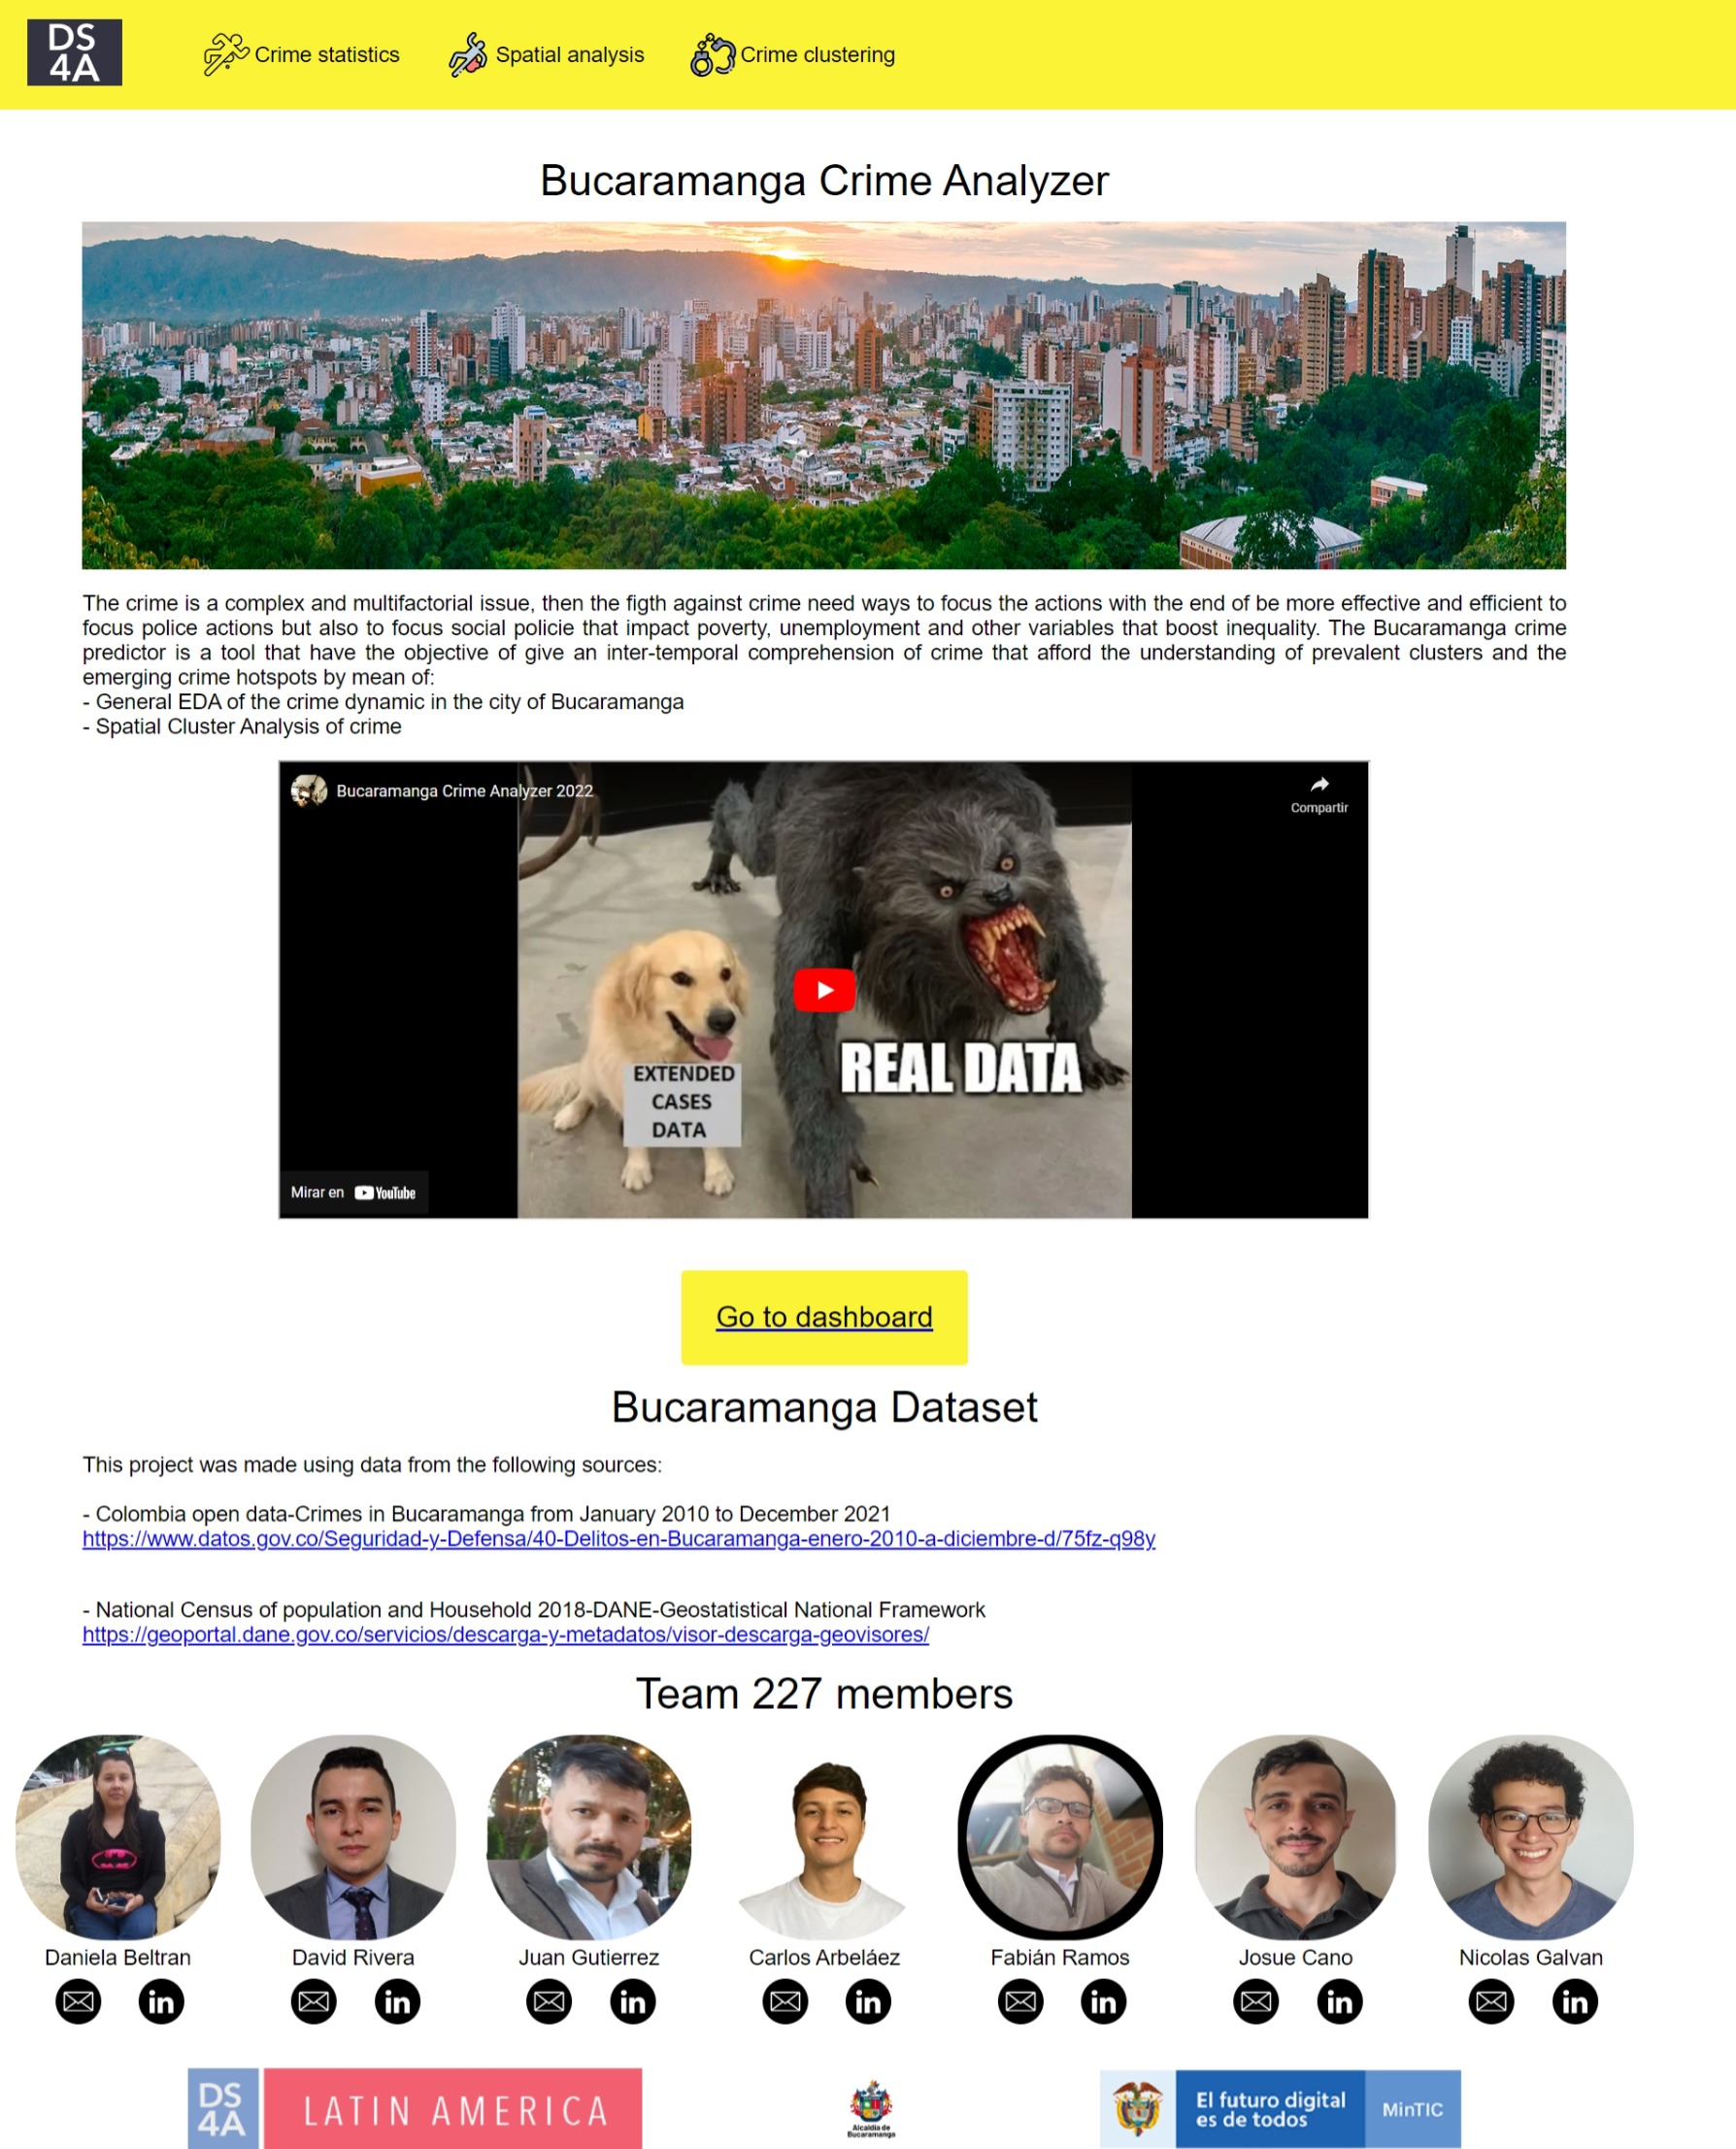 DS
4A
Crime statistics
Spatial analysis
Crime clustering
Bucaramanga Crime Analyzer
The crime is a complex and multifactorial issue, then the figth against crime need ways to focus the actions with the end of be more effective and efficient to
focus police actions but also to focus social policie that impact poverty, unemployment and other variables that boost inequality. The Bucaramanga crime
predictor is a tool that have the objective of give an inter-temporal comprehension of crime that afford the understanding of prevalent clusters and the
emerging crime hotspots by mean of:
- General EDA of the crime dynamic in the city of Bucaramanga
- Spatial Cluster Analysis of crime
Bucaramanga Crime Analyzer 2022
Compartir
EXTENDED
CASES
DATA
REAL DATA
Mirar en YouTube
Go to dashboard
Bucaramanga Dataset
This project was made using data from the following sources:
- Colombia open data-Crimes in Bucaramanga from January 2010 to December 2021
https://www.datos.gov.co/Seguridad-y-Defensa/40-Delitos-en-Bucaramanga-enero-2010-a-diciembre-d/75fz-q98y
- National Census of population and Household 2018-DANE-Geostatistical National Framework
https://geoportal.dane.gov.co/servicios/descarga-y-metadatos/visor-descarga-geovisores/
Team 227 members
Daniela Beltran
David Rivera
Juan Gutierrez
Carlos Arbeláez
Fabián Ramos
Josue Cano
Nicolas Galvan
in
in
in
in
in
in
in
DS
4A
LATIN AMERICA
Alcaldía de
Bucaramanga
El futuro digital
es de todos
MinTIC